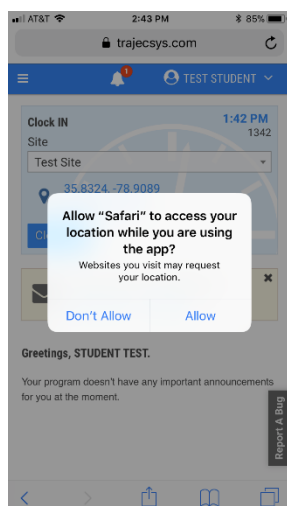 AT&T 2:43 PM 85%
trajecsys.com
1 TEST STUDENT
Clock IN 1:42 PM
Site 1342
Test Site
35.8324, -78.9089
Allow “Safari” to access your
location while you are using
the app?
Websites you visit may request
your location.
Don’t Allow Allow
Greetings, STUDENT TEST.
Your program doesn't have any important announcements
for you at the moment.
Report A Bug